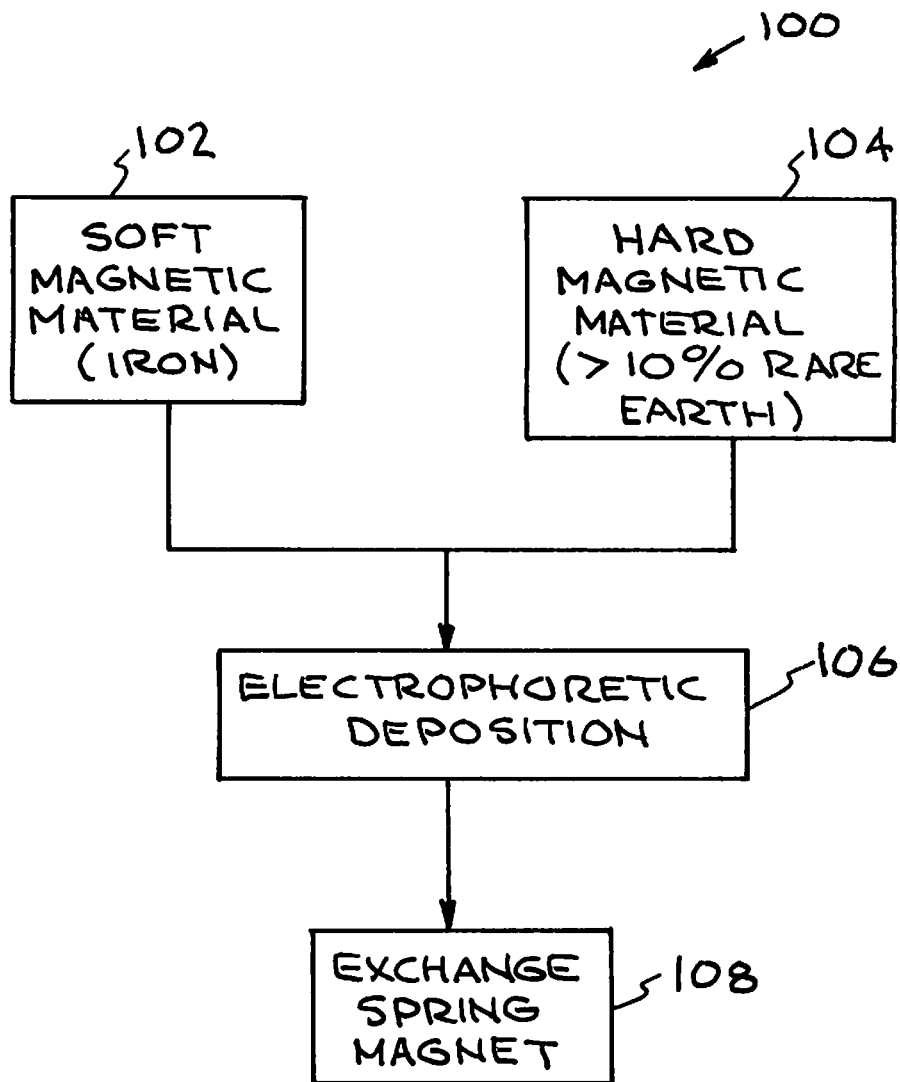 100
102
SOFT
MAGNETIC
MATERIAL
(IRON)
104
HARD
MAGNETIC
MATERIAL
(>10% RARE
EARTH)
106
ELECTROPHORETIC
DEPOSITION
108
EXCHANGE
SPRING
MAGNET